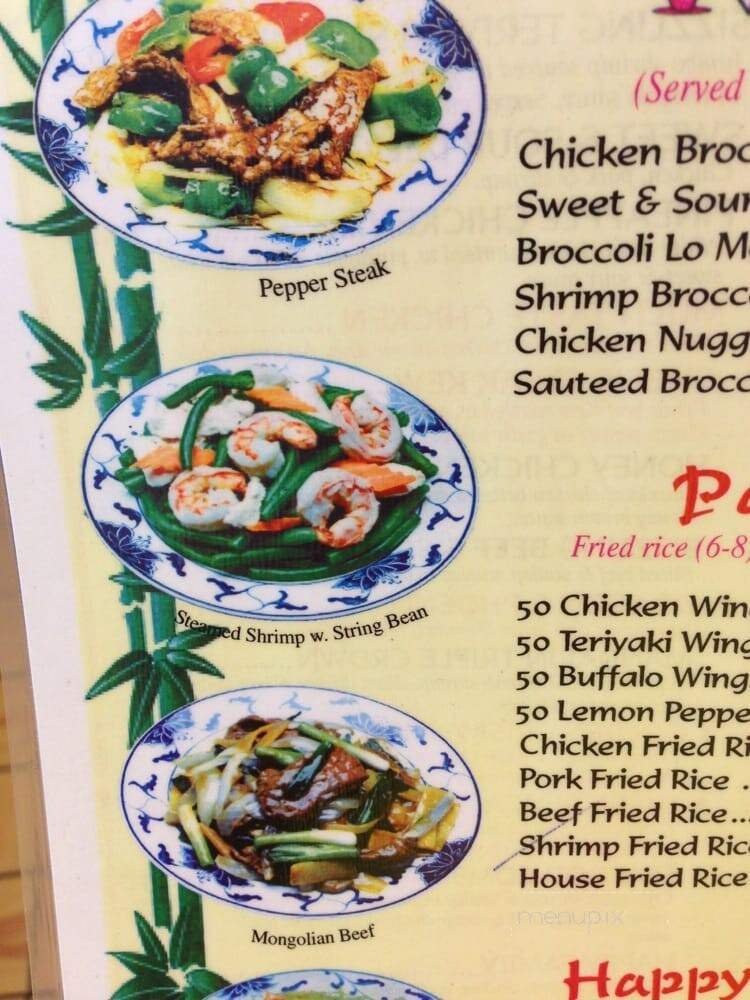 Pepper Steak
Steamed Shrimp w. String Bean
Mongolian Beef
(Served
Chicken Broc
Sweet & Sour
Broccoli Lo M
Shrimp Brocc
Chicken Nugg
Sauteed Brocc
Fried rice (6-8)
50 Chicken Win
50 Teriyaki Wing
50 Buffalo Wing
50 Lemon Peppe
Chicken Fried Ri
Pork Fried Rice .
Beef Fried Rice...
Shrimp Fried Ric
House Fried Rice
menupix
Happy